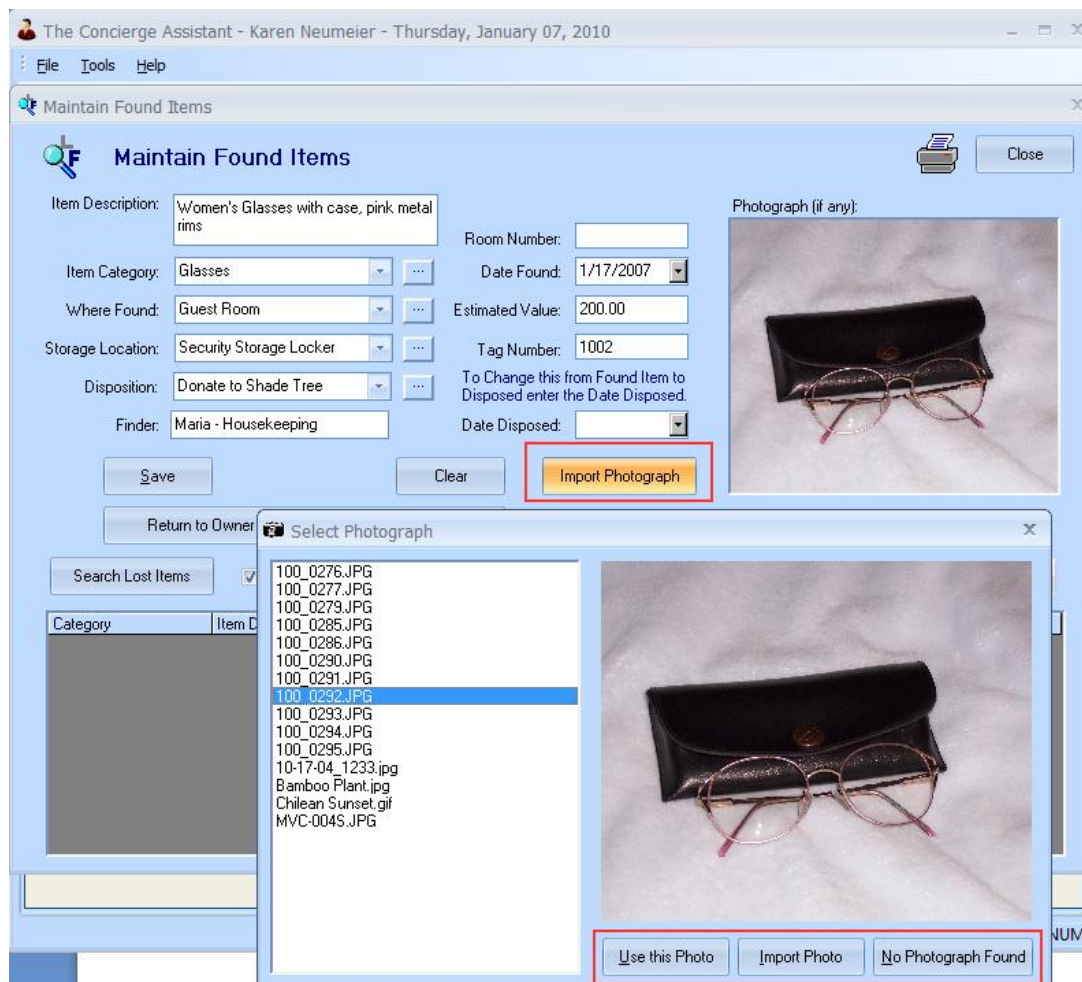 The Concierge Assistant - Karen Neumeier - Thursday, January 07, 2010
File Tools Help
Maintain Found Items
F Maintain Found Items
Close
Item Description: Women's Glasses with case, pink metal
rims
Photograph (if any):
Room Number:
Item Category: Glasses ... Date Found: 1/17/2007
Where Found: Guest Room ... Estimated Value: 200.00
Storage Location: Security Storage Locker ... Tag Number: 1002
Disposition: Donate to Shade Tree ... To Change this from Found Item to
Disposed enter the Date Disposed.
Finder: Maria - Housekeeping Date Disposed:
Save Clear Import Photograph
Return to Owner
Select Photograph
Search Lost Items
Category Item D
100_0276.JPG
100_0277.JPG
100_0279.JPG
100_0285.JPG
100_0286.JPG
100_0290.JPG
100_0291.JPG
100_0292.JPG
100_0293.JPG
100_0294.JPG
100_0295.JPG
10-17-04_1233.jpg
Bamboo Plant.jpg
Chilean Sunset.gif
MVC-004S.JPG
NUM
Use this Photo Import Photo No Photograph Found